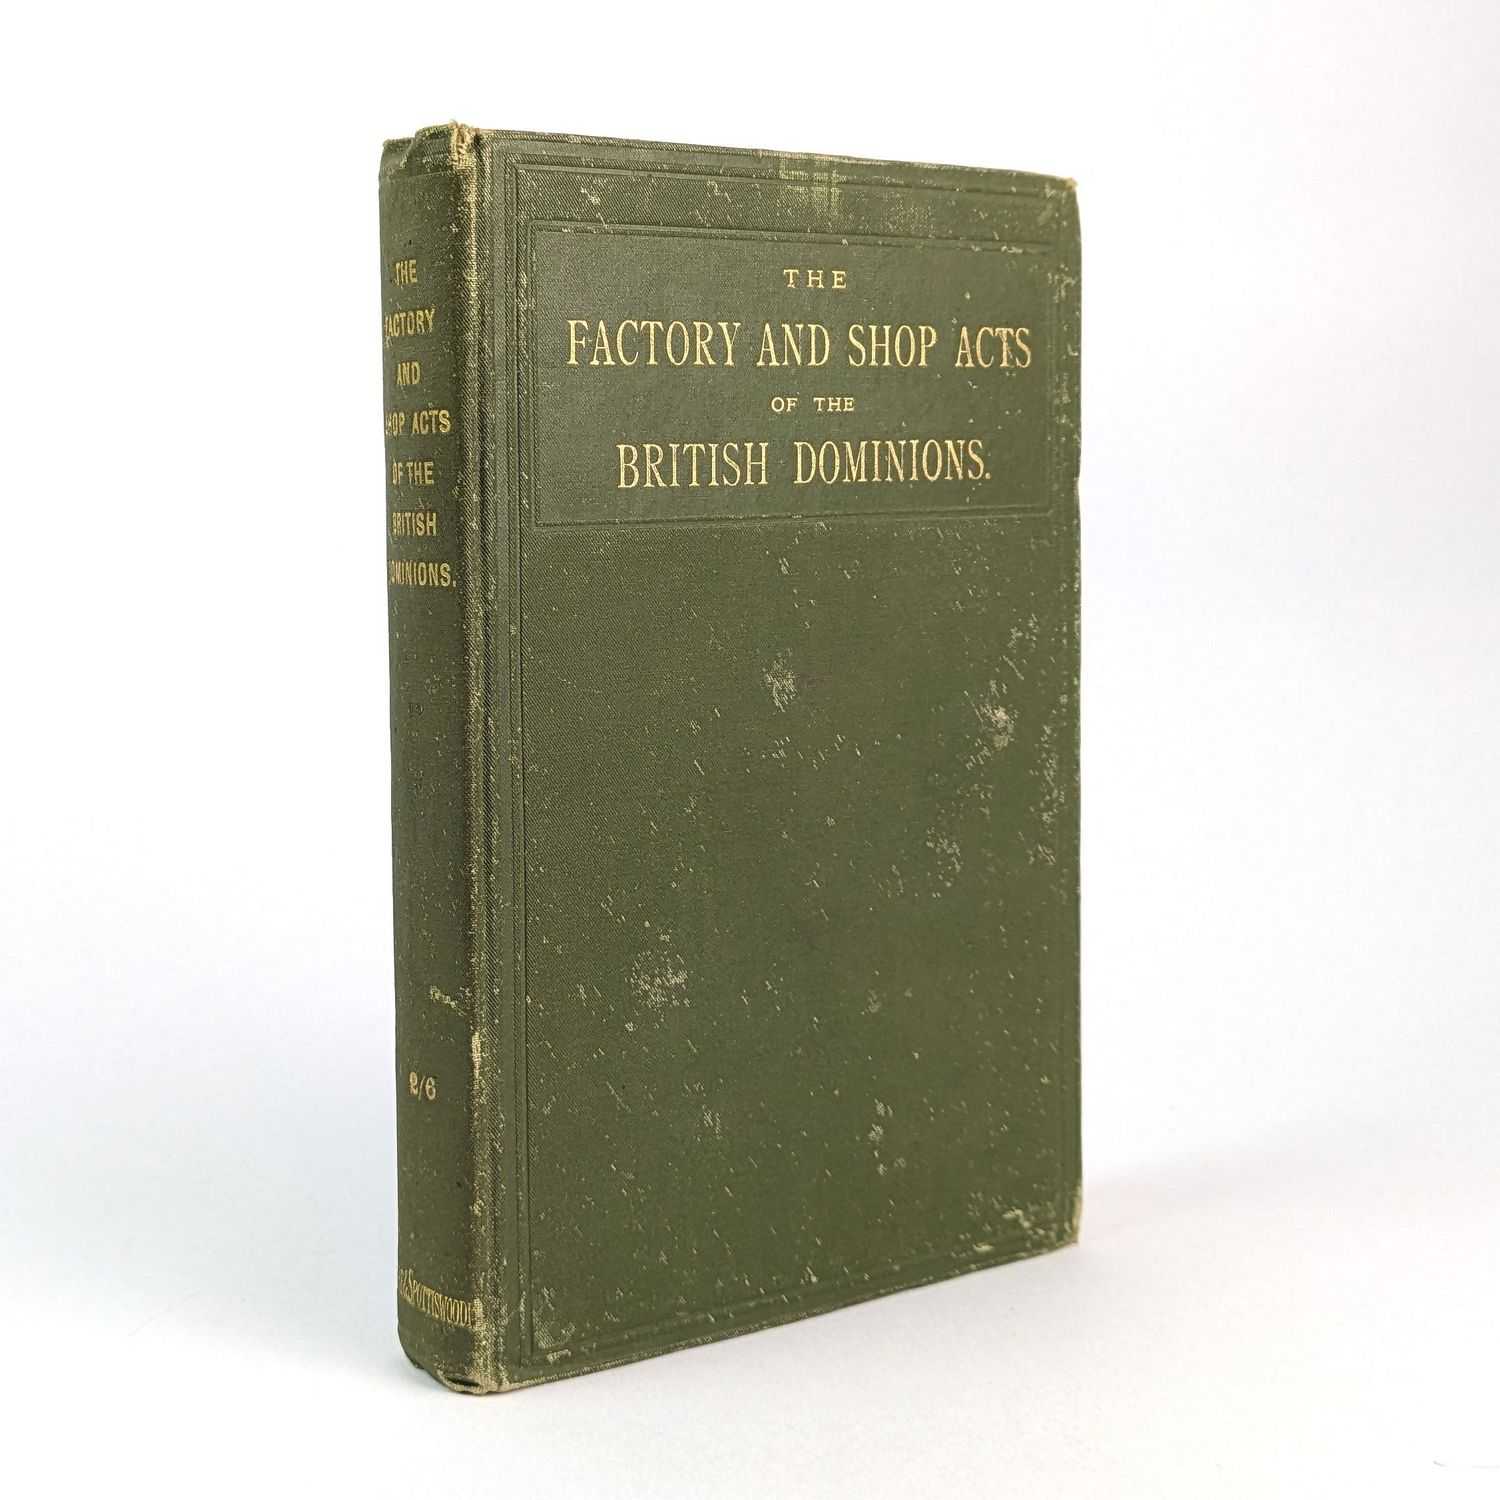 THE
FACTORY
AND
SHOP ACTS
OF THE
BRITISH
DOMINIONS.
2/6
& SPOTTISWOODE
THE
FACTORY AND SHOP ACTS
OF THE
BRITISH DOMINIONS.